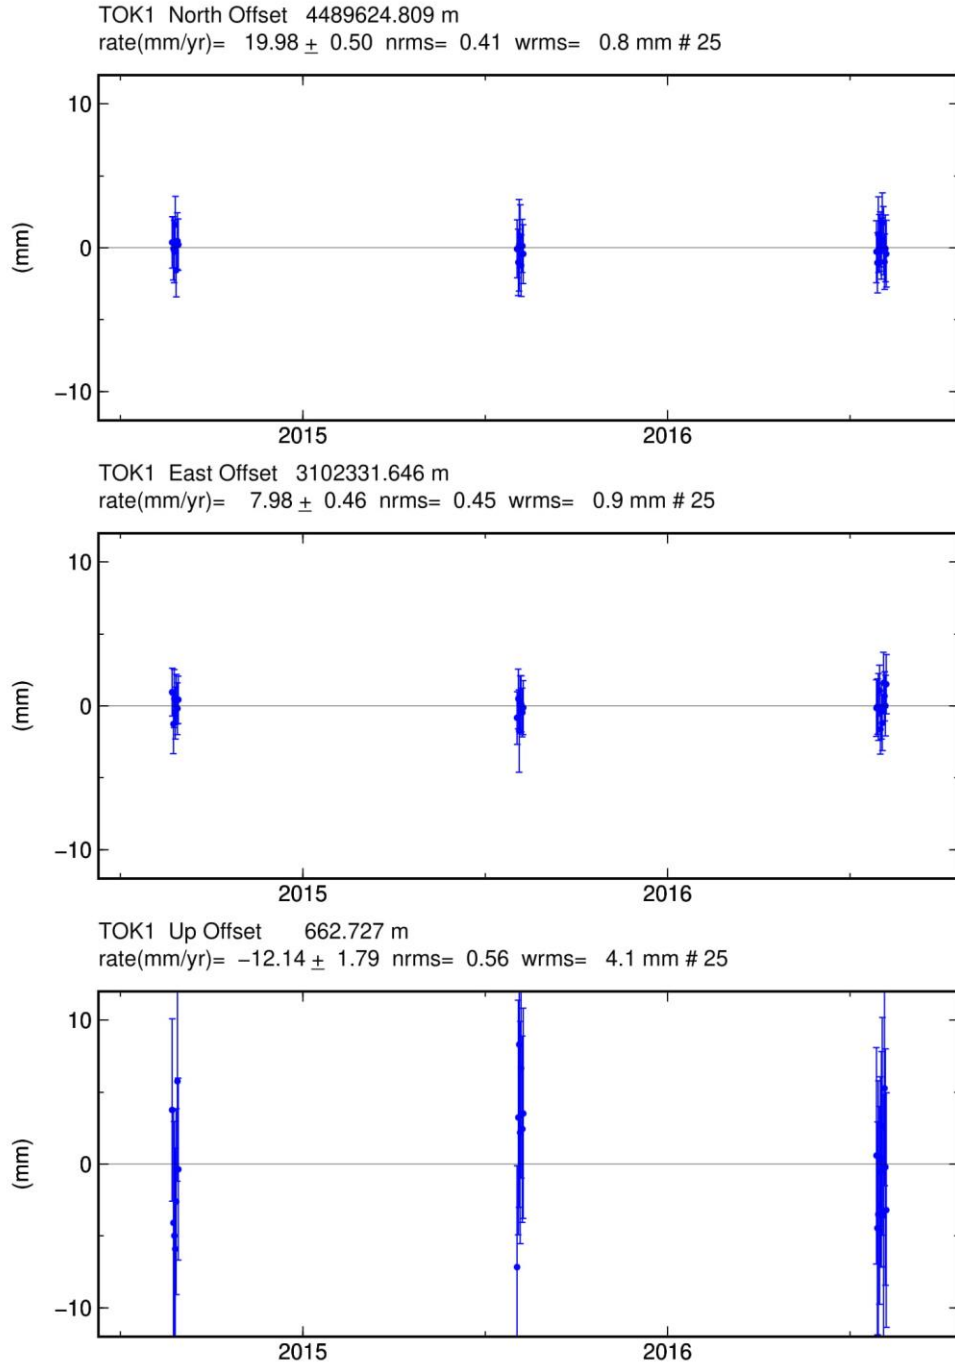 TOK1 North Offset 4489624.809 m
rate(mm/yr)= 19.98 ± 0.50 nrms= 0.41 wrms= 0.8 mm # 25
10
0
−10
(mm)
2015 2016
TOK1 East Offset 3102331.646 m
rate(mm/yr)= 7.98 ± 0.46 nrms= 0.45 wrms= 0.9 mm # 25
10
0
−10
(mm)
2015 2016
TOK1 Up Offset 662.727 m
rate(mm/yr)= −12.14 ± 1.79 nrms= 0.56 wrms= 4.1 mm # 25
10
0
−10
(mm)
2015 2016